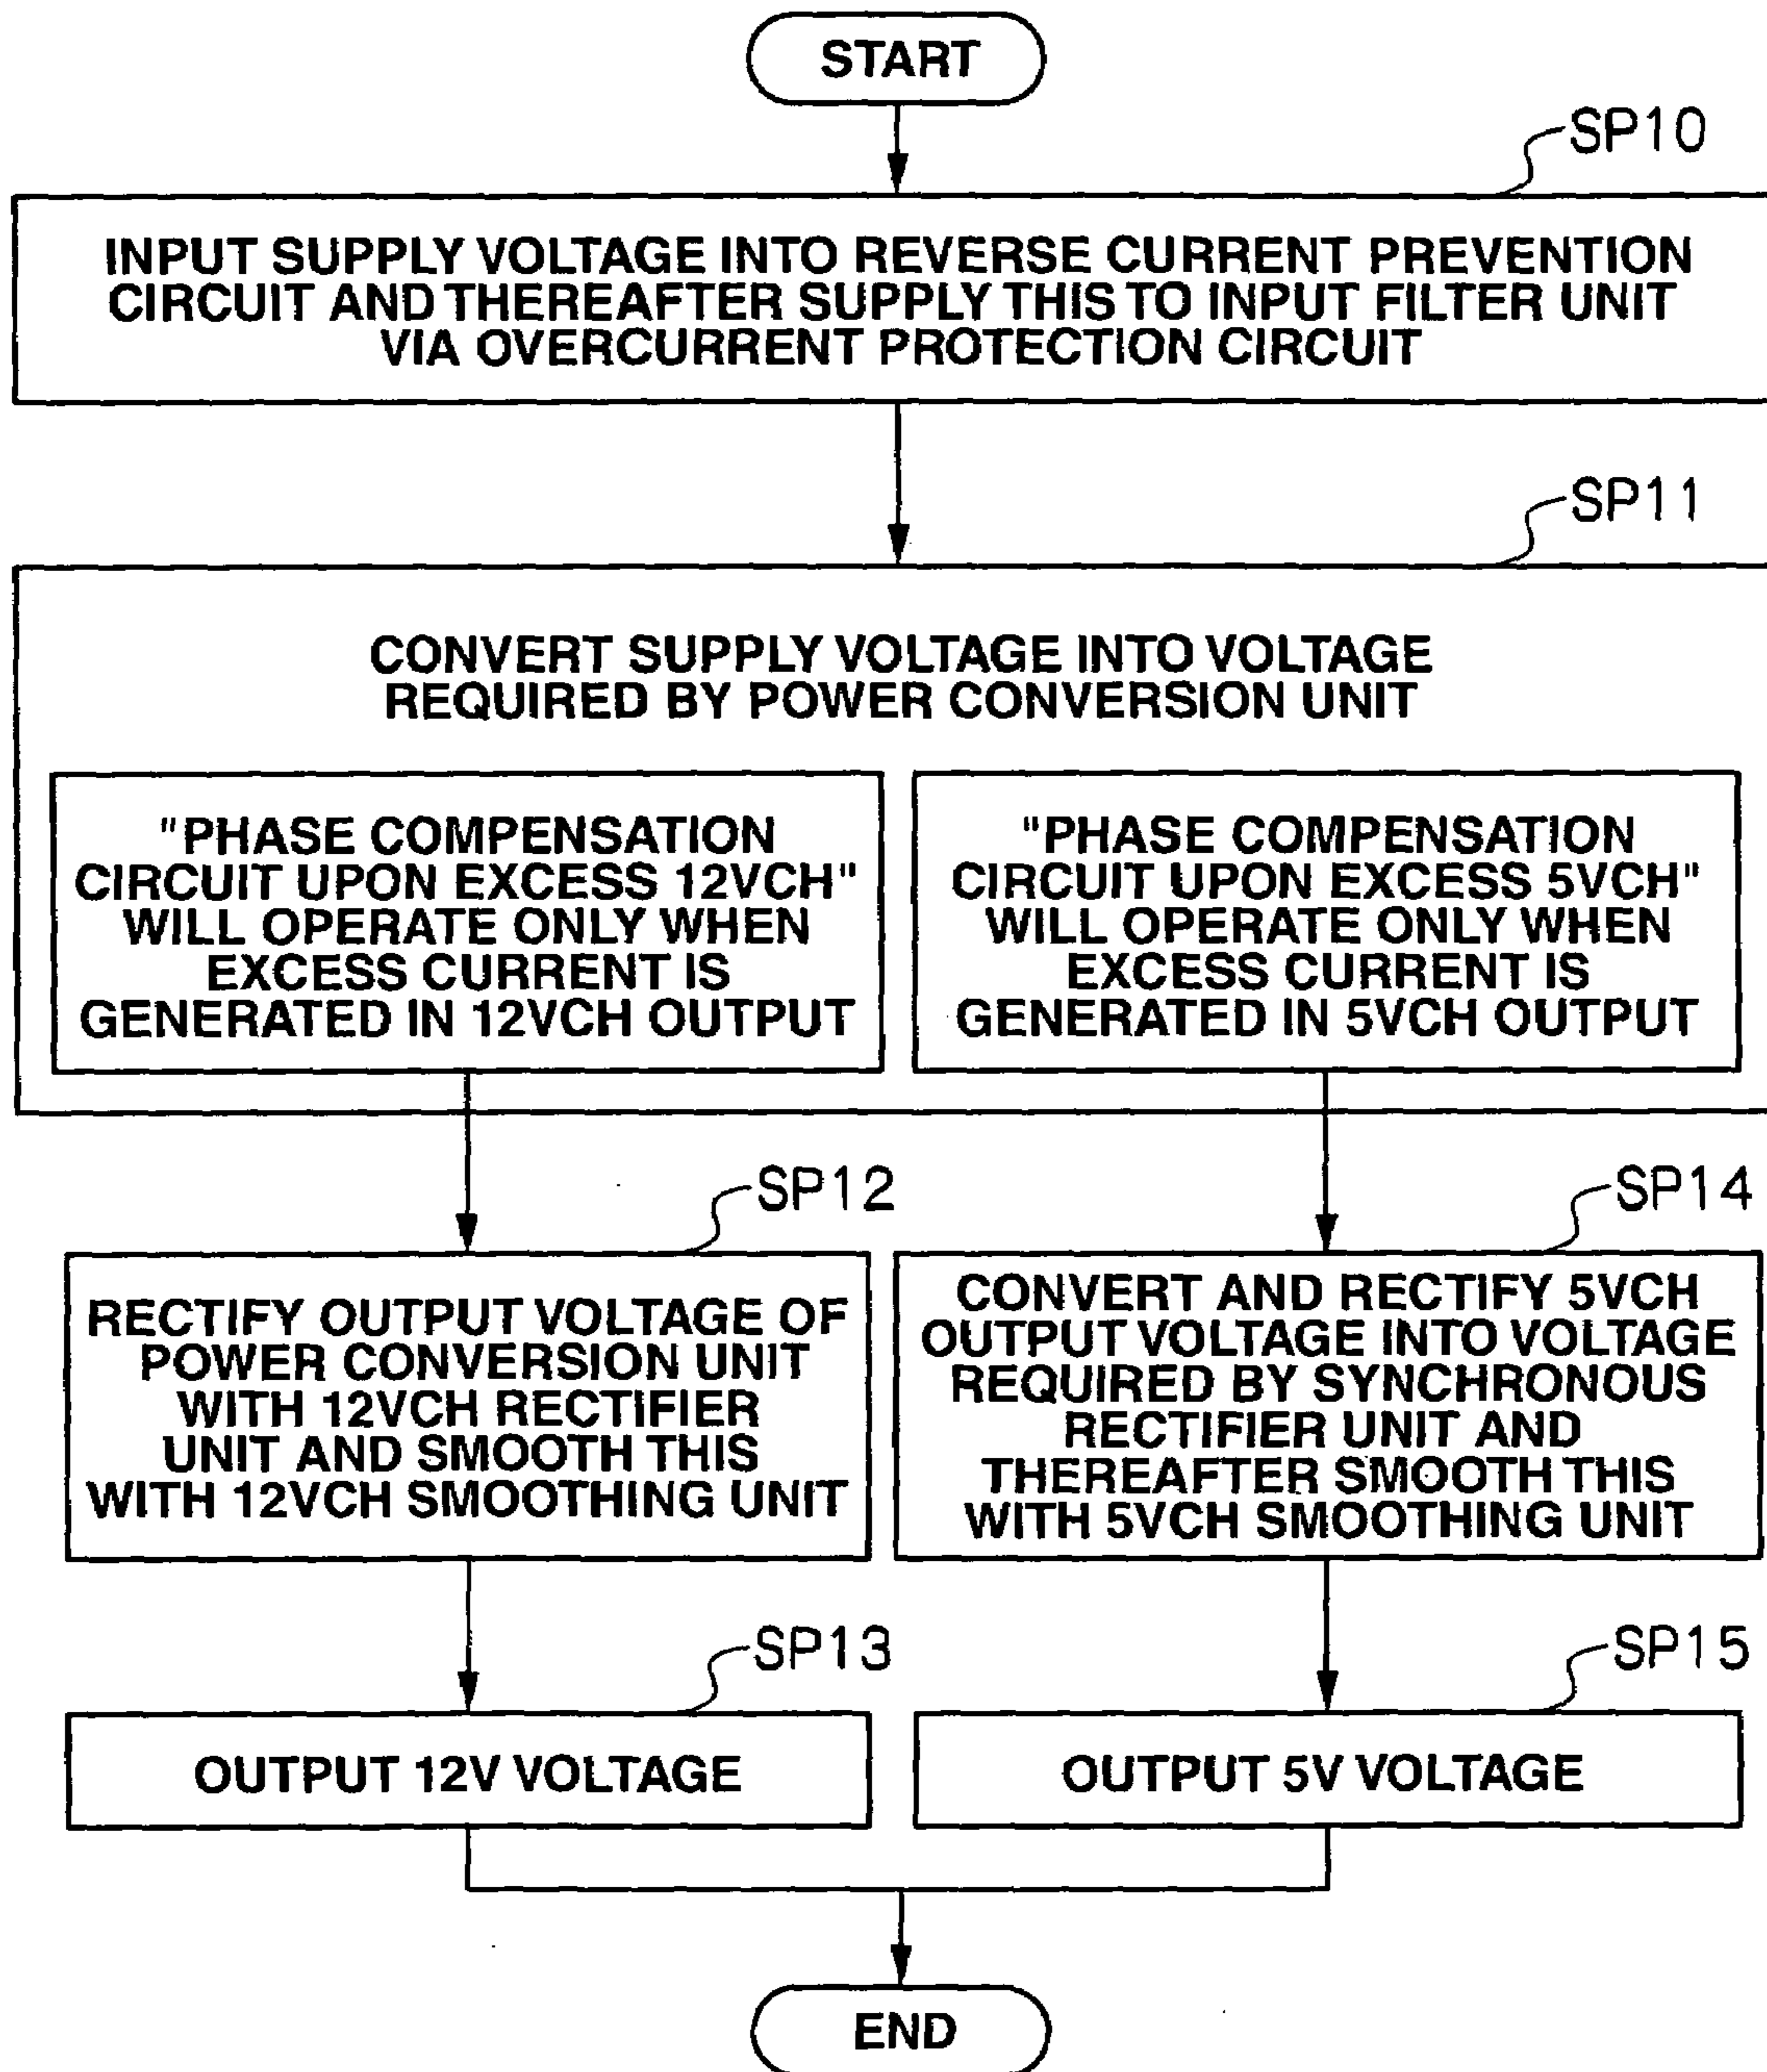 START
SP10
INPUT SUPPLY VOLTAGE INTO REVERSE CURRENT PREVENTION
CIRCUIT AND THEREAFTER SUPPLY THIS TO INPUT FILTER UNIT
VIA OVERCURRENT PROTECTION CIRCUIT
SP11
CONVERT SUPPLY VOLTAGE INTO VOLTAGE
REQUIRED BY POWER CONVERSION UNIT
"PHASE COMPENSATION
CIRCUIT UPON EXCESS 12VCH"
WILL OPERATE ONLY WHEN
EXCESS CURRENT IS
GENERATED IN 12VCH OUTPUT
"PHASE COMPENSATION
CIRCUIT UPON EXCESS 5VCH"
WILL OPERATE ONLY WHEN
EXCESS CURRENT IS
GENERATED IN 5VCH OUTPUT
SP12
RECTIFY OUTPUT VOLTAGE OF
POWER CONVERSION UNIT
WITH 12VCH RECTIFIER
UNIT AND SMOOTH THIS
WITH 12VCH SMOOTHING UNIT
SP14
CONVERT AND RECTIFY 5VCH
OUTPUT VOLTAGE INTO VOLTAGE
REQUIRED BY SYNCHRONOUS
RECTIFIER UNIT AND
THEREAFTER SMOOTH THIS
WITH 5VCH SMOOTHING UNIT
SP13
OUTPUT 12V VOLTAGE
SP15
OUTPUT 5V VOLTAGE
END